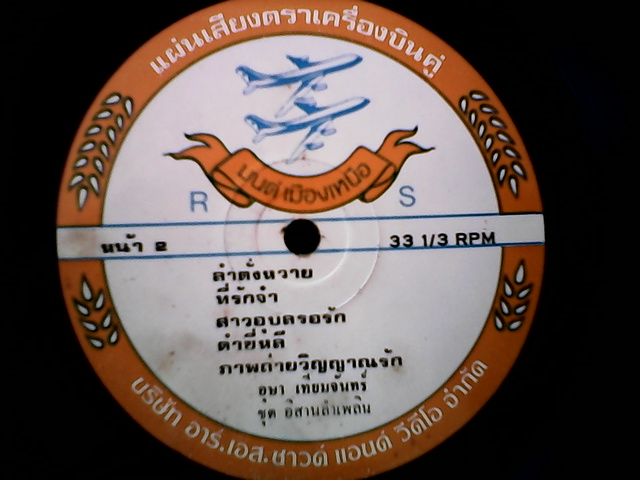 แผ่นเสียงตราเครื่องบินคู่
มนต์เมืองเหนือ
R S
หน้า ๒ 33 1/3 RPM
ลำตั่งหวาย
ที่รักจ๋า
สาวอุบลรอรัก
ตำยี่หลี
ภาพถ่ายวิญญาณรัก
อุษา เทียมจันทร์
ชุด อิสานลำเพลิน
บริษัท อาร์.เอส.ซาวด์ แอนด์ วีดีโอ จำกัด